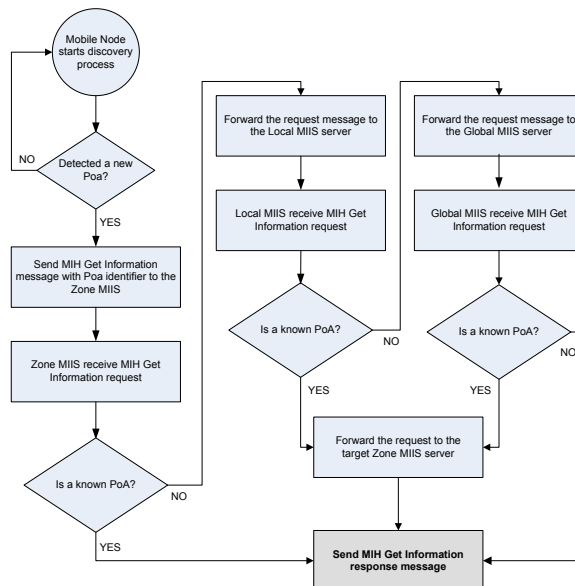 Mobile Node
starts discovery
process
NO
Detected a new
Poa?
YES
Send MIH Get Information
message with Poa identifier to the
Zone MIIS
Zone MIIS receive MIH Get
Information request
Is a known PoA?
NO
YES
Forward the request message to
the Local MIIS server
Local MIIS receive MIH Get
Information request
Is a known PoA?
NO
YES
Forward the request message to
the Global MIIS server
Global MIIS receive MIH Get
Information request
Is a known PoA?
NO
YES
Forward the request to the
target Zone MIIS server
Send MIH Get Information
response message